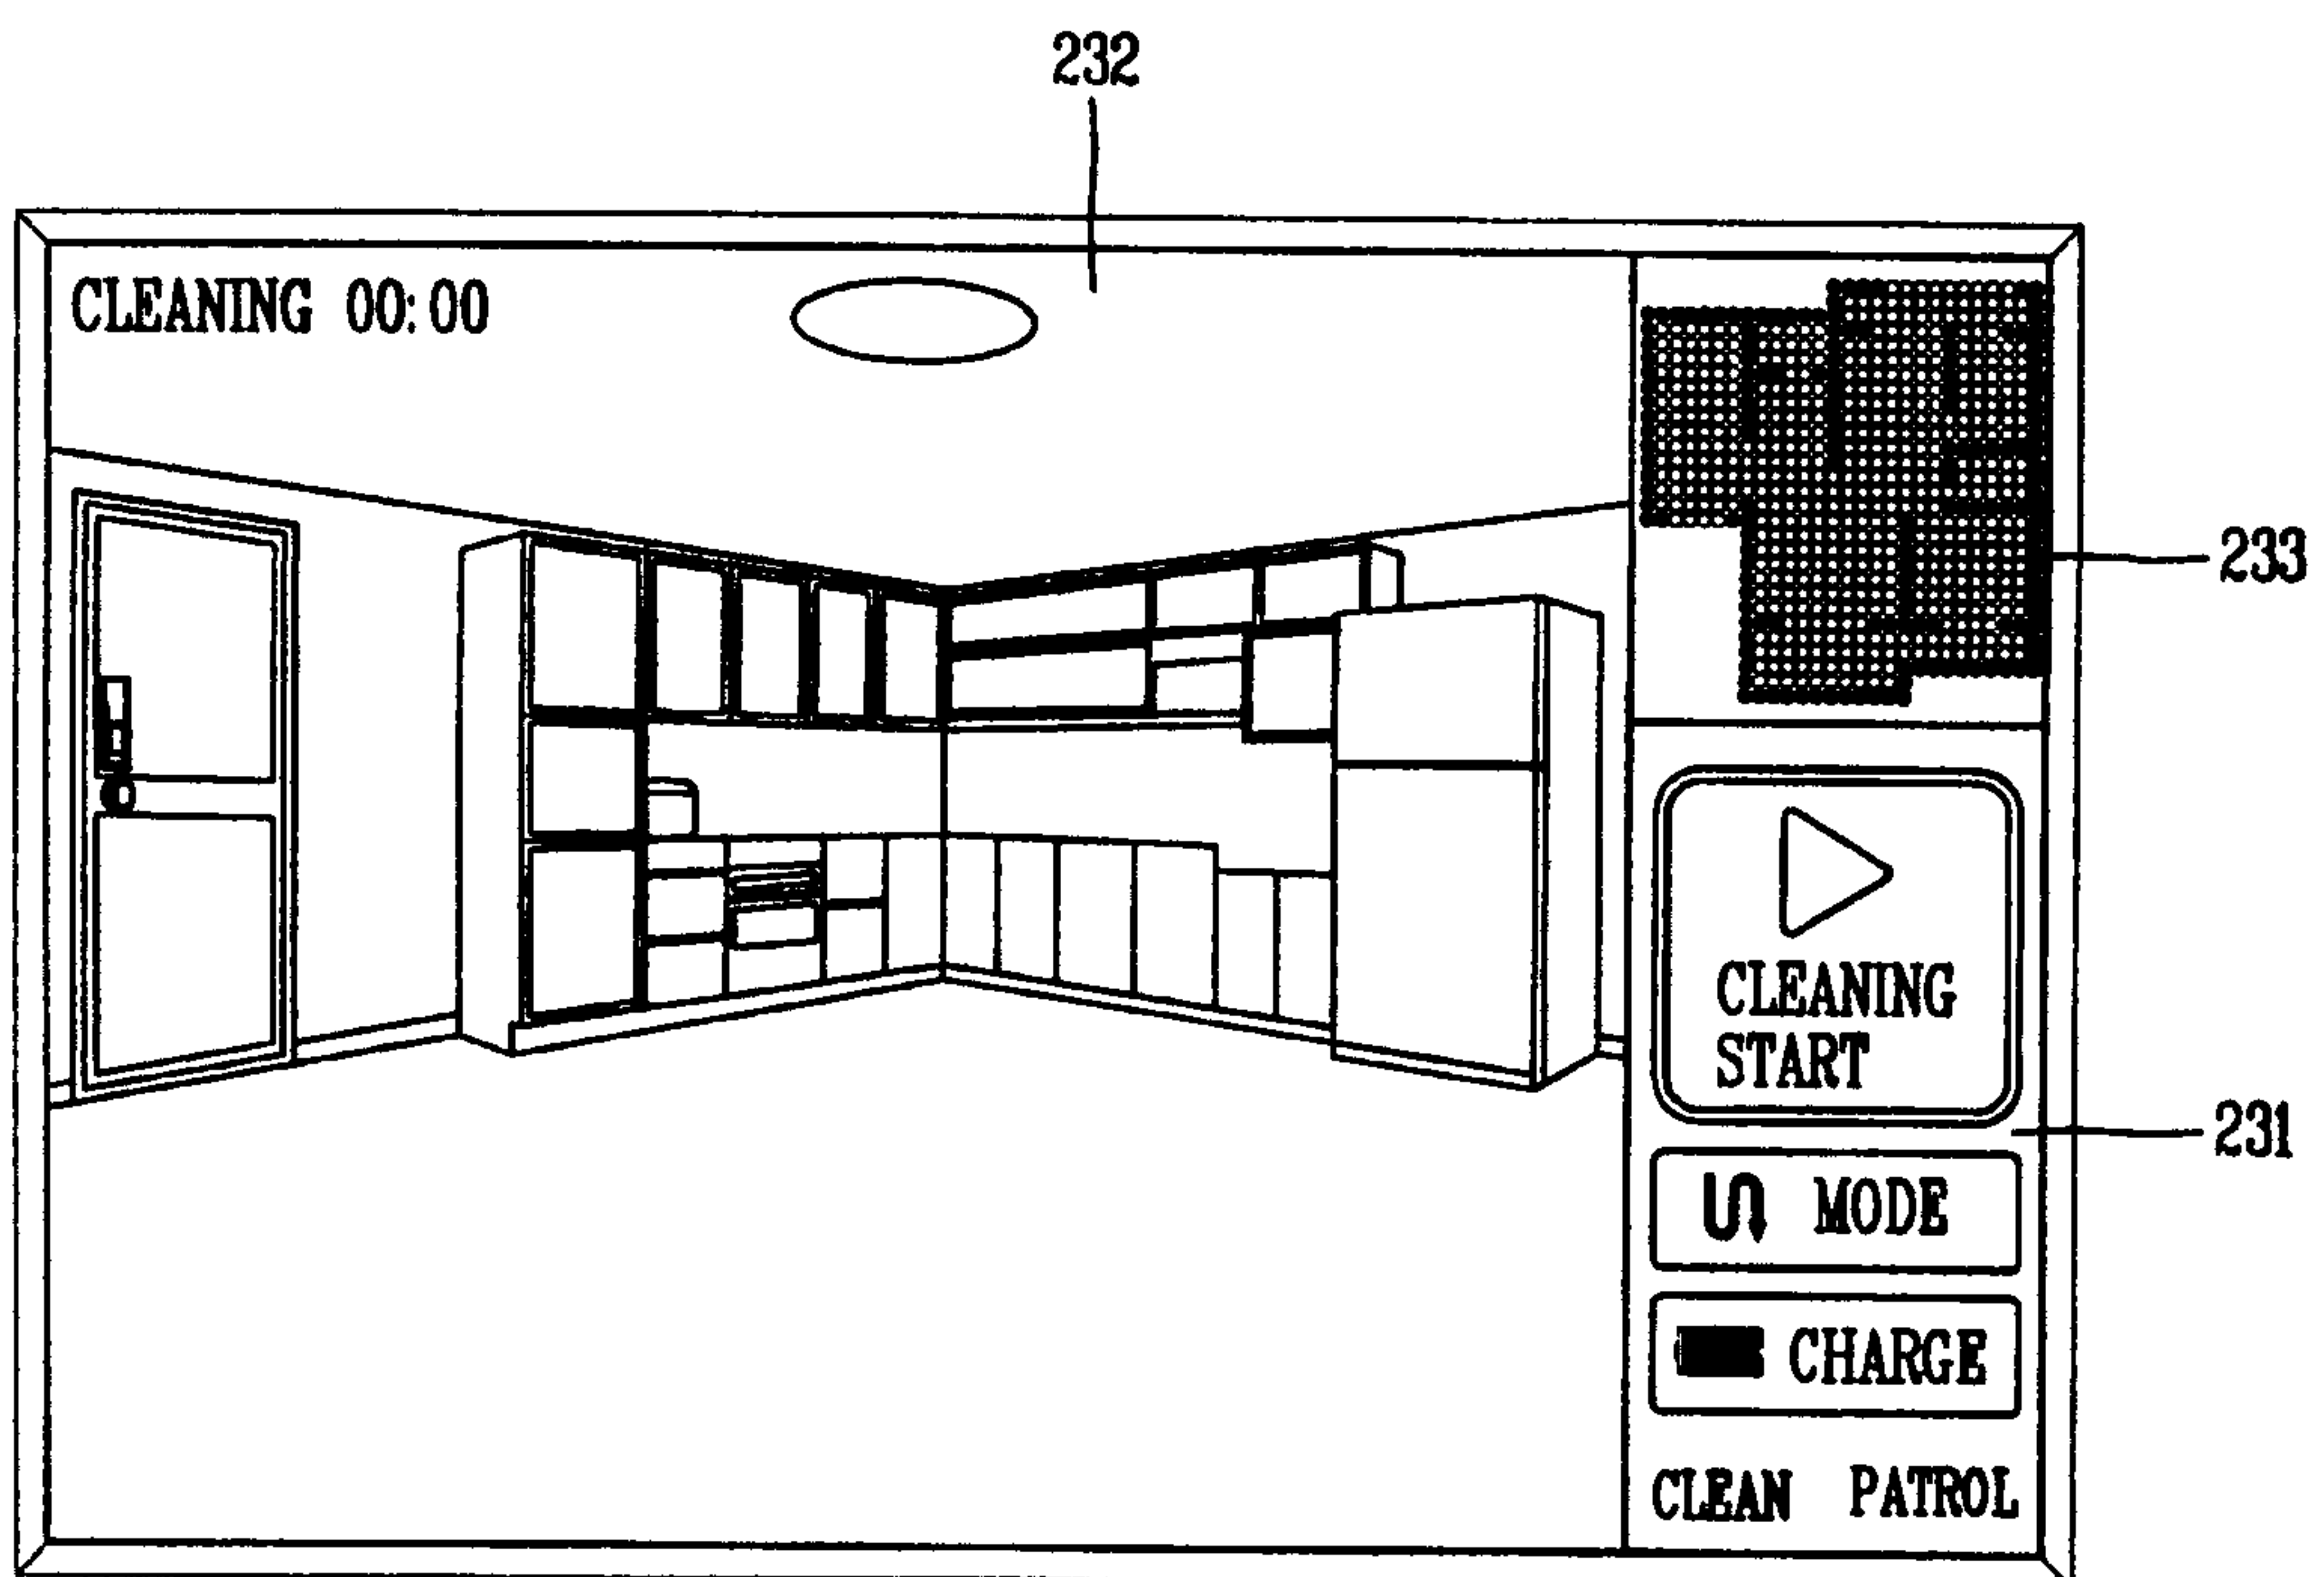 232
CLEANING 00:00
233
CLEANING
START
231
MODE
CHARGE
CLEAN PATROL